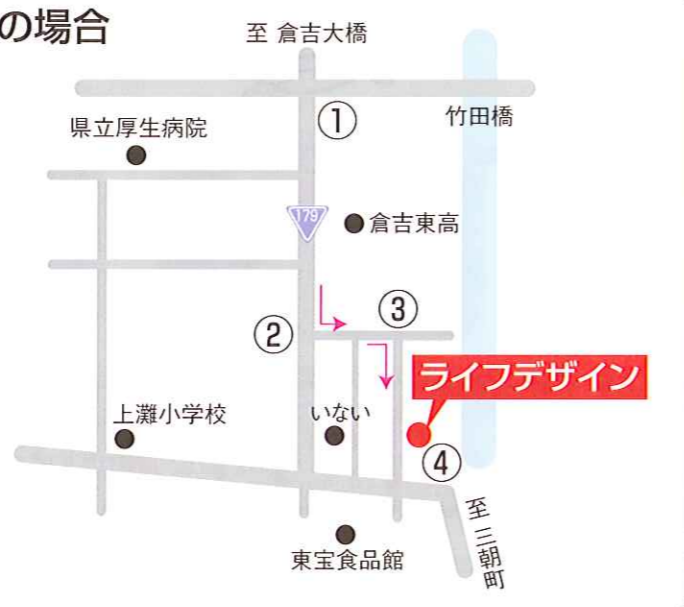 の場合
至 倉吉大橋
①
竹田橋
県立厚生病院
179
倉吉東高
③
②
ライフデザイン
上灘小学校
いない
④
至 三朝町
東宝食品館